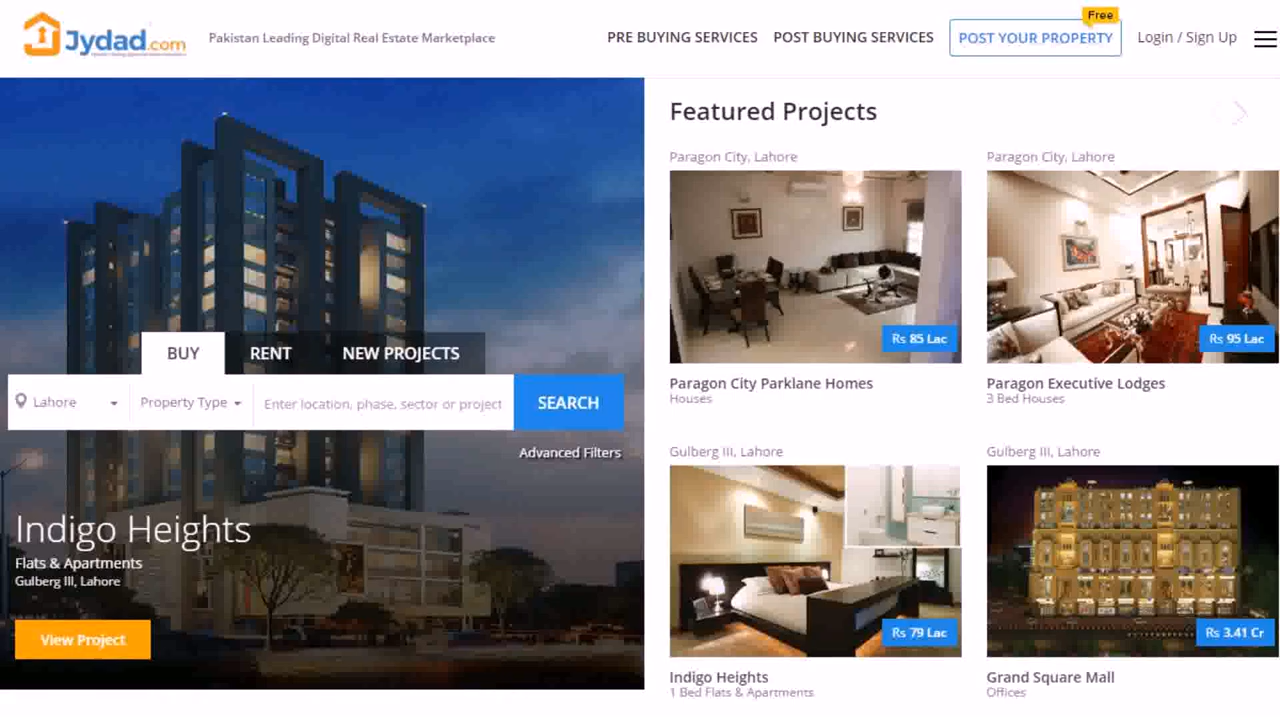 Jydad.com
Pakistan Leading Digital Real Estate Marketplace
PRE BUYING SERVICES
POST BUYING SERVICES
Free
POST YOUR PROPERTY
Login / Sign Up
BUY
RENT
NEW PROJECTS
Lahore
Property Type
Enter location, phase, sector or project
SEARCH
Advanced Filters
Indigo Heights
Flats & Apartments
Gulberg III, Lahore
View Project
Featured Projects
Paragon City, Lahore
Rs 85 Lac
Paragon City Parklane Homes
Houses
Paragon City, Lahore
Rs 95 Lac
Paragon Executive Lodges
3 Bed Houses
Gulberg III, Lahore
Rs 79 Lac
Indigo Heights
1 Bed Flats & Apartments
Gulberg III, Lahore
Rs 3.41 Cr
Grand Square Mall
Offices